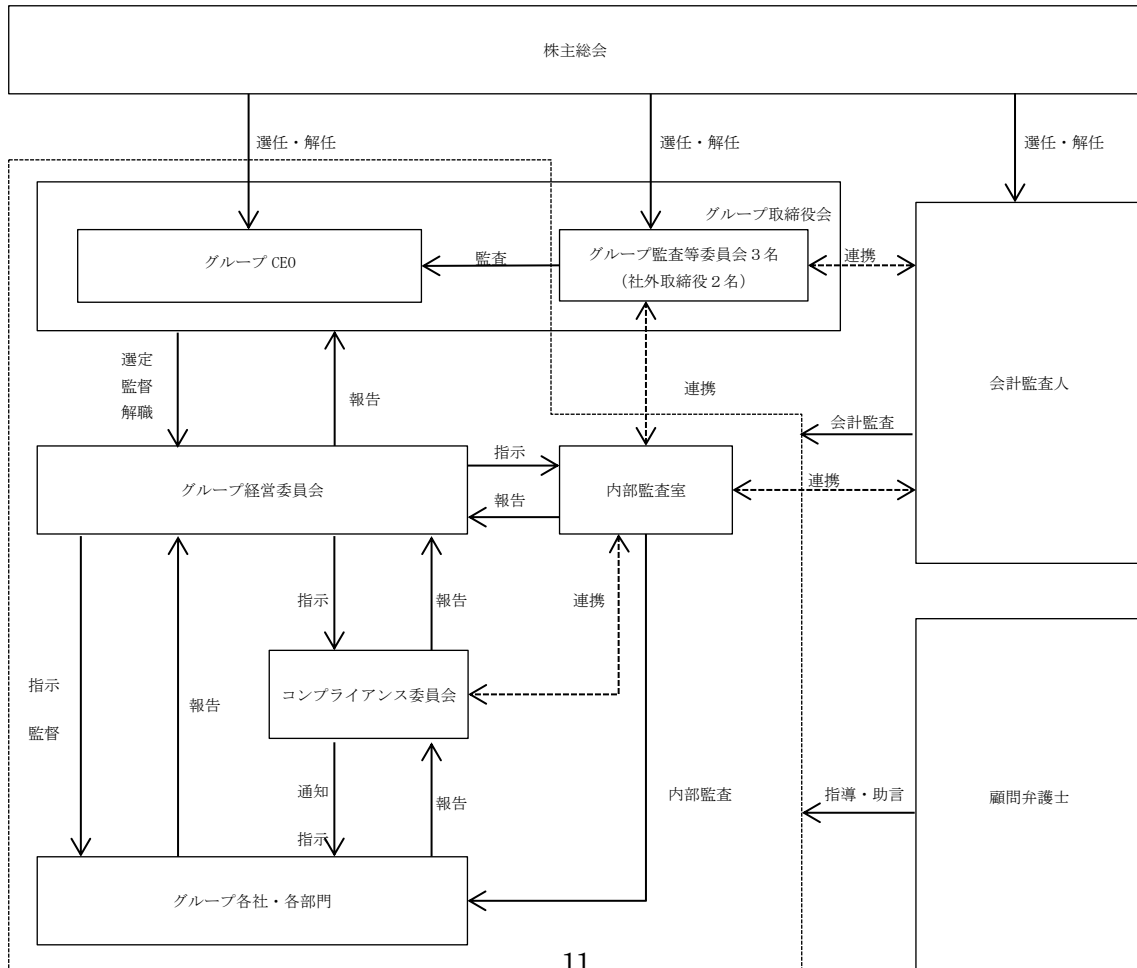 株主総会
選任・解任
選任・解任
選任・解任
グループ取締役会
グループ CEO
監査
グループ監査等委員会３名
（社外取締役２名）
連携
会計監査人
選定
監督
解職
報告
連携
会計監査
グループ経営委員会
指示
報告
内部監査室
連携
指示
報告
連携
指示
監督
報告
コンプライアンス委員会
通知
指示
報告
内部監査
指導・助言
顧問弁護士
グループ各社・各部門
11